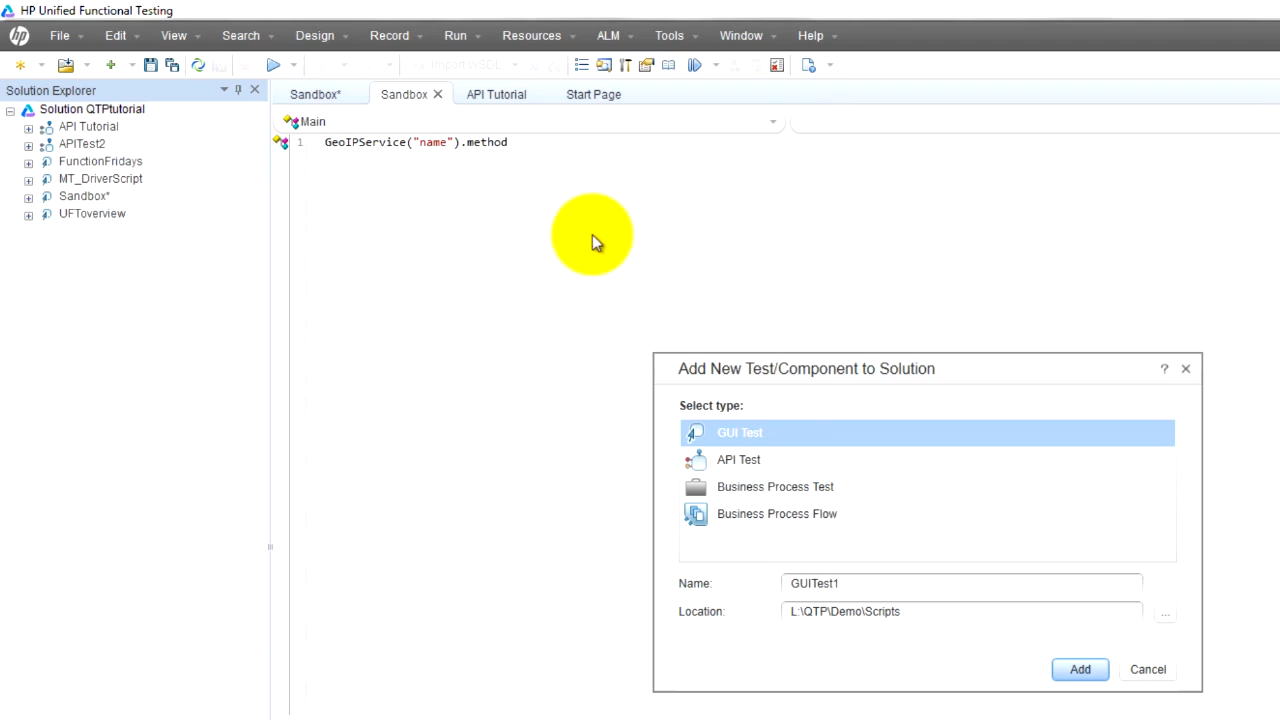 HP Unified Functional Testing
hp File Edit View Search Design Record Run Resources ALM Tools Window Help
Import WSDL
Solution Explorer
Sandbox* Sandbox API Tutorial Start Page
Solution QTPtutorial
API Tutorial
APITest2
FunctionFridays
MT_DriverScript
Sandbox*
UFToverview
Main
1 GeoIPService("name").method
Add New Test/Component to Solution ?
Select type:
GUI Test
API Test
Business Process Test
Business Process Flow
Name: GUITest1
Location: L:\QTP\Demo\Scripts ...
Add Cancel